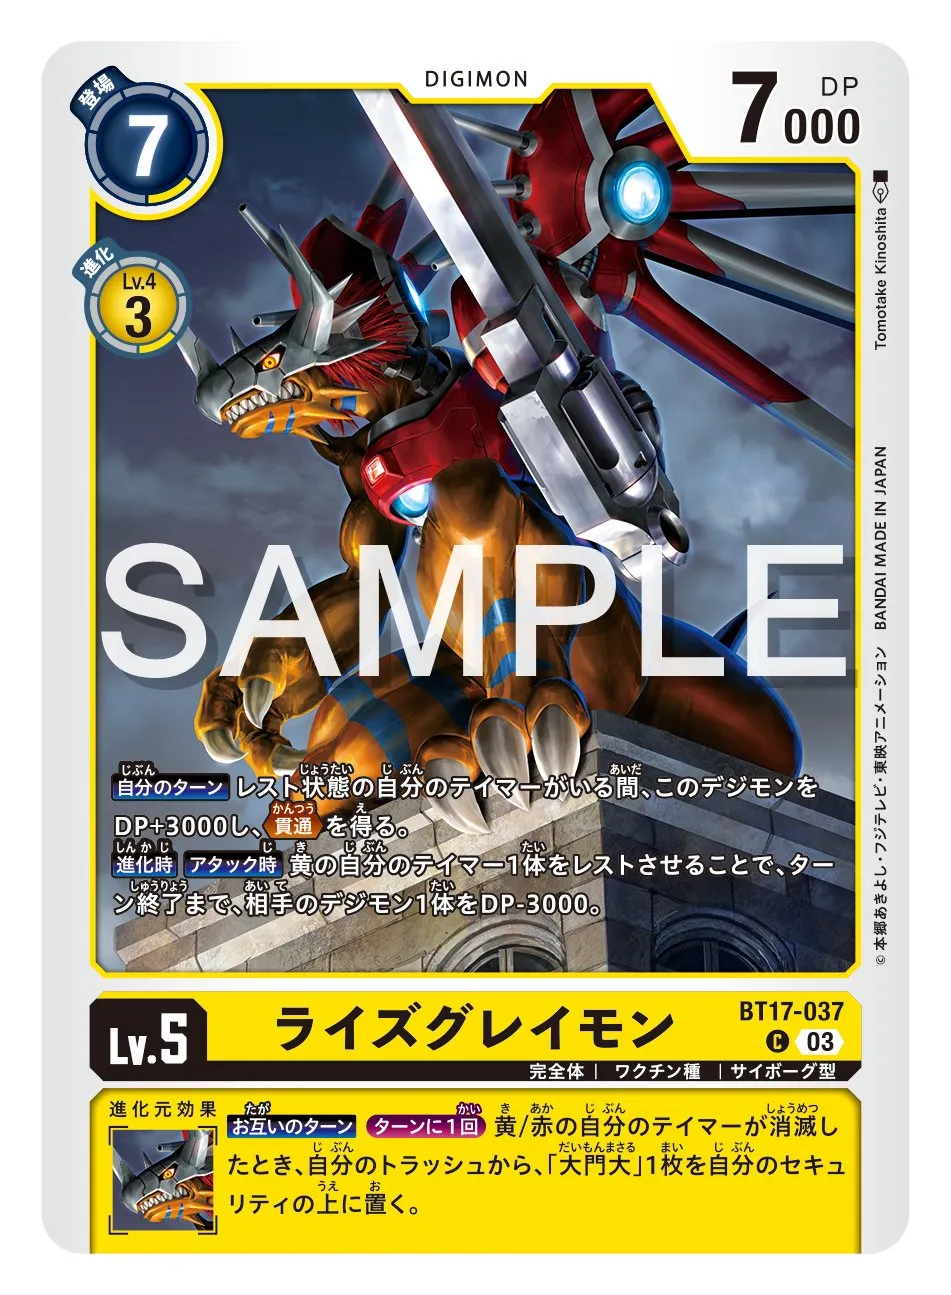 DIGIMON
登場
7
7000
DP
進化
Lv.4
3
Tomotake Kinoshita
BANDAI MADE IN JAPAN
©本郷あきよし・フジテレビ・東映アニメーション
SAMPLE
自分のターン レスト状態の自分のテイマーがいる間、このデジモンを
DP+3000し、貫通を得る。
進化時 アタック時 黄の自分のテイマー1体をレストさせることで、ター
ン終了まで、相手のデジモン1体をDP-3000。
Lv.5
ライズグレイモン
BT17-037
C 03
完全体 | ワクチン種 | サイボーグ型
進化元効果
お互いのターン ターンに1回 黄/赤の自分のテイマーが消滅し
たとき、自分のトラッシュから、「大門大」1枚を自分のセキュ
リティの上に置く。